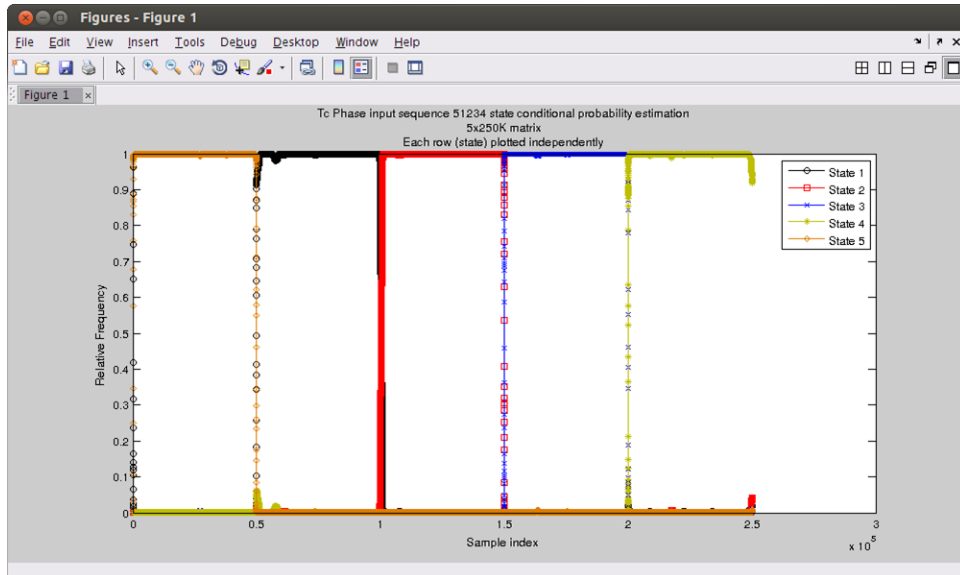 Figures - Figure 1
File Edit View Insert Tools Debug Desktop Window Help
Figure 1
Tc Phase input sequence 51234 state conditional probability estimation
5x250K matrix
Each row (state) plotted independently
1
0.9
0.8
0.7
0.6
0.5
0.4
0.3
0.2
0.1
0
Relative Frequency
State 1
State 2
State 3
State 4
State 5
0 0.5 1 1.5 2 2.5 3
Sample index
x 10^5